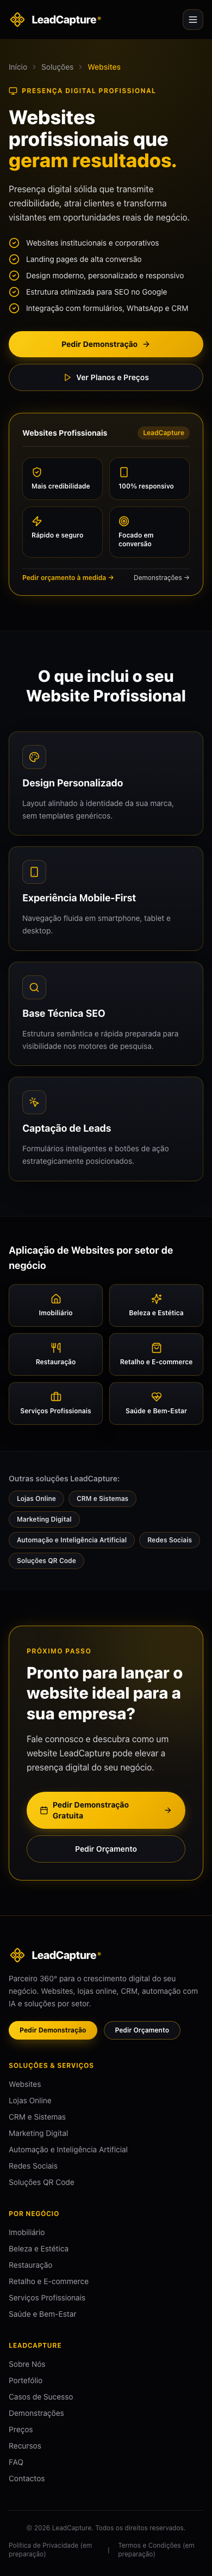 LeadCapture®
Início > Soluções > Websites
PRESENÇA DIGITAL PROFISSIONAL
Websites
profissionais que
geram resultados.
Presença digital sólida que transmite
credibilidade, atrai clientes e transforma
visitantes em oportunidades reais de negócio.
Websites institucionais e corporativos
Landing pages de alta conversão
Design moderno, personalizado e responsivo
Estrutura otimizada para SEO no Google
Integração com formulários, WhatsApp e CRM
Pedir Demonstração →
Ver Planos e Preços
Websites Profissionais
LeadCapture
Mais credibilidade
100% responsivo
Rápido e seguro
Focado em
conversão
Pedir orçamento à medida →
Demonstrações →
O que inclui o seu
Website Profissional
Design Personalizado
Layout alinhado à identidade da sua marca,
sem templates genéricos.
Experiência Mobile-First
Navegação fluida em smartphone, tablet e
desktop.
Base Técnica SEO
Estrutura semântica e rápida preparada para
visibilidade nos motores de pesquisa.
Captação de Leads
Formulários inteligentes e botões de ação
estrategicamente posicionados.
Aplicação de Websites por setor de
negócio
Imobiliário
Beleza e Estética
Restauração
Retalho e E-commerce
Serviços Profissionais
Saúde e Bem-Estar
Outras soluções LeadCapture:
Lojas Online
CRM e Sistemas
Marketing Digital
Automação e Inteligência Artificial
Redes Sociais
Soluções QR Code
PRÓXIMO PASSO
Pronto para lançar o
website ideal para a
sua empresa?
Fale connosco e descubra como um
website LeadCapture pode elevar a
presença digital do seu negócio.
Pedir Demonstração
Gratuita →
Pedir Orçamento
LeadCapture®
Parceiro 360° para o crescimento digital do seu
negócio. Websites, lojas online, CRM, automação com
IA e soluções por setor.
Pedir Demonstração
Pedir Orçamento
SOLUÇÕES & SERVIÇOS
Websites
Lojas Online
CRM e Sistemas
Marketing Digital
Automação e Inteligência Artificial
Redes Sociais
Soluções QR Code
POR NEGÓCIO
Imobiliário
Beleza e Estética
Restauração
Retalho e E-commerce
Serviços Profissionais
Saúde e Bem-Estar
LEADCAPTURE
Sobre Nós
Portefólio
Casos de Sucesso
Demonstrações
Preços
Recursos
FAQ
Contactos
© 2026 LeadCapture. Todos os direitos reservados.
Política de Privacidade (em
preparação)
|
Termos e Condições (em
preparação)